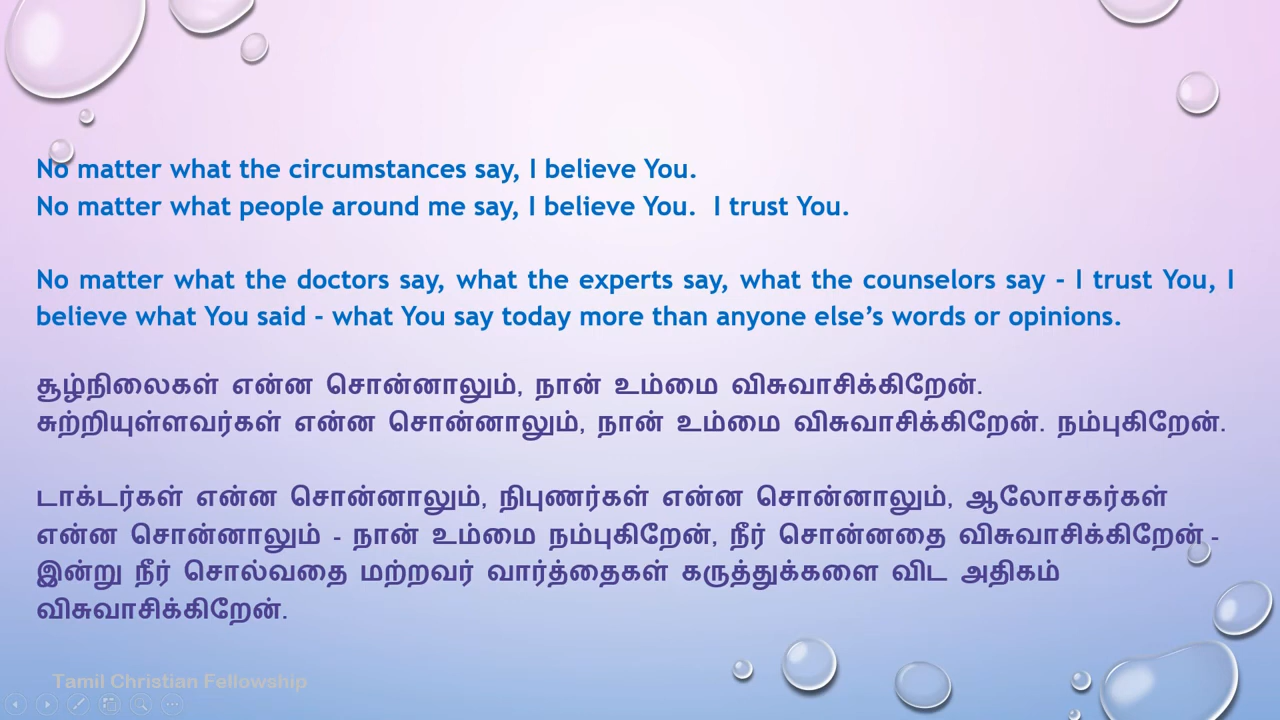 No matter what the circumstances say, I believe You.
No matter what people around me say, I believe You.  I trust You.
No matter what the doctors say, what the experts say, what the counselors say - I trust You, I
believe what You said - what You say today more than anyone else’s words or opinions.
சூழ்நிலைகள் என்ன சொன்னாலும், நான் உம்மை விசுவாசிக்கிறேன்.
சுற்றியுள்ளவர்கள் என்ன சொன்னாலும், நான் உம்மை விசுவாசிக்கிறேன். நம்புகிறேன்.
டாக்டர்கள் என்ன சொன்னாலும், நிபுணர்கள் என்ன சொன்னாலும், ஆலோசகர்கள்
என்ன சொன்னாலும் - நான் உம்மை நம்புகிறேன், நீர் சொன்னதை விசுவாசிக்கிறேன் -
இன்று நீர் சொல்வதை மற்றவர் வார்த்தைகள் கருத்துக்களை விட அதிகம்
விசுவாசிக்கிறேன்.
Tamil Christian Fellowship